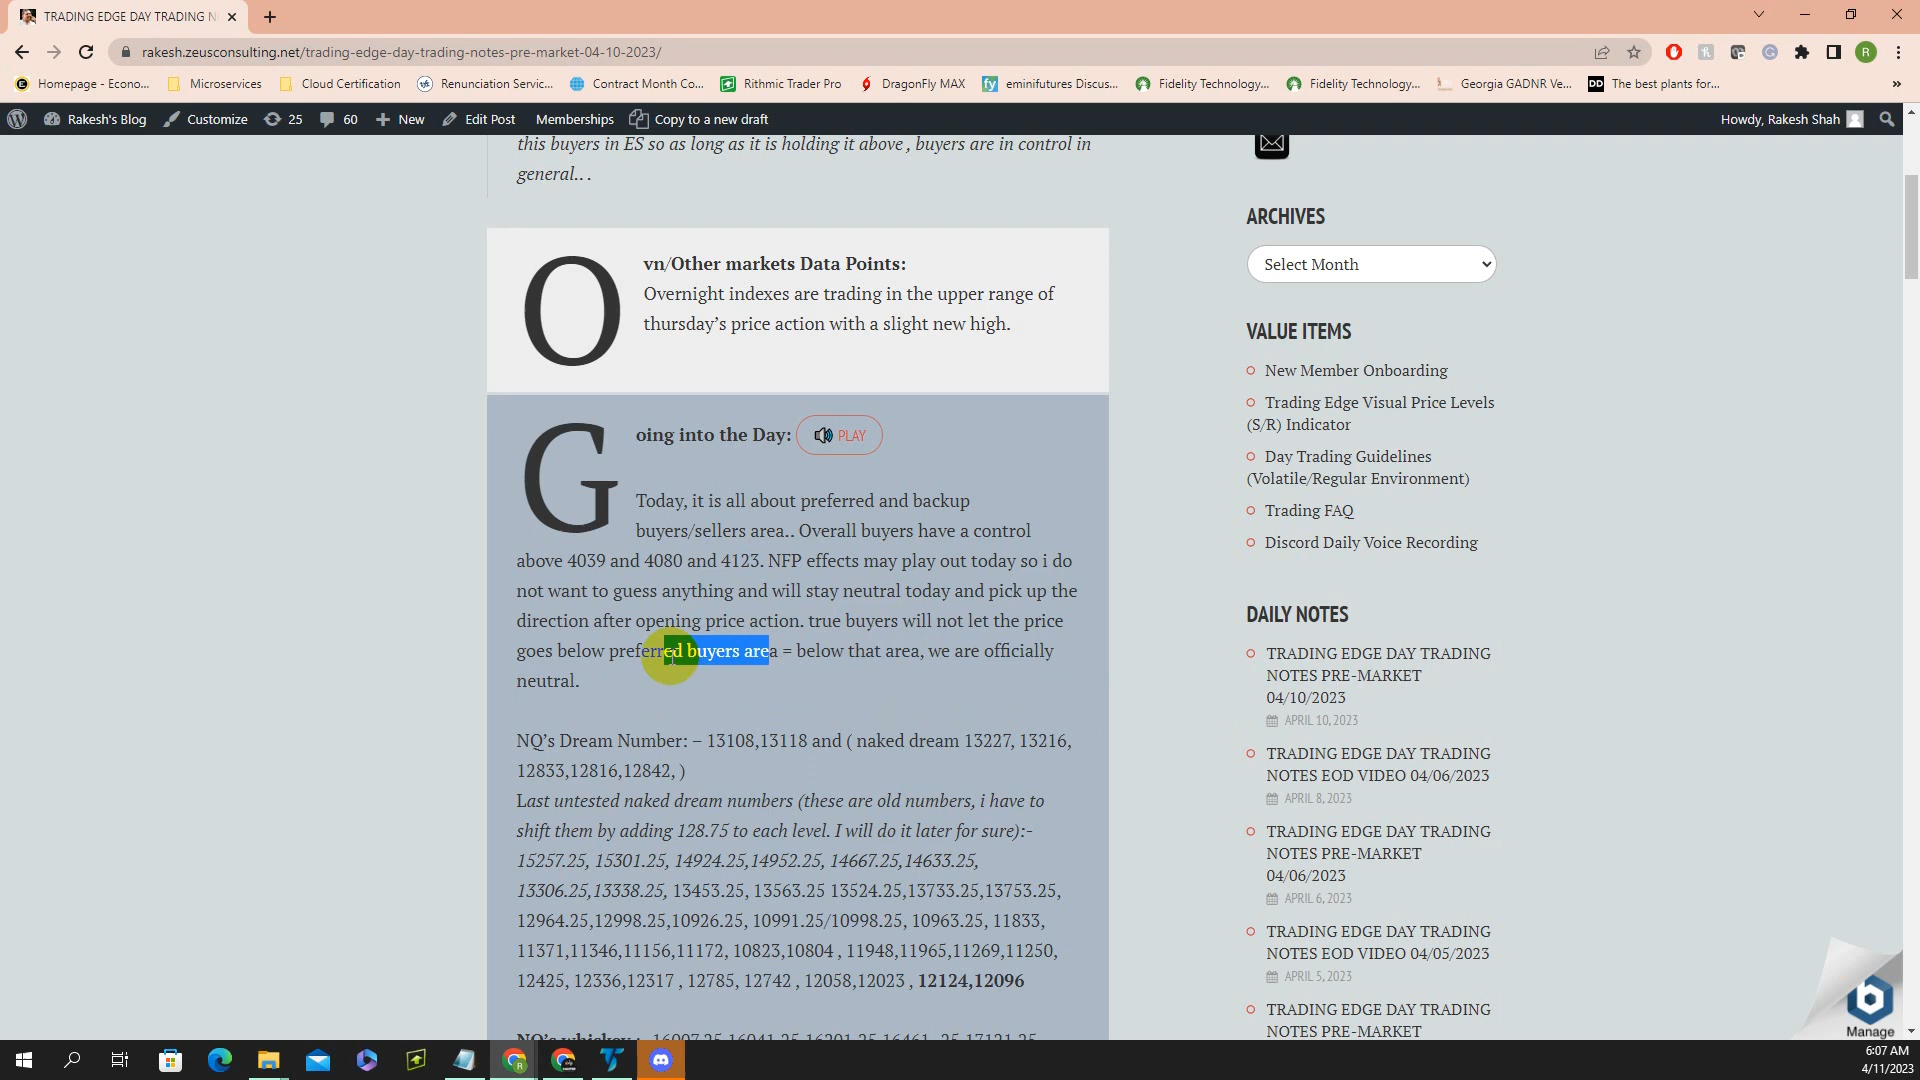 TRADING EDGE DAY TRADING N
rakesh.zeusconsulting.net/trading-edge-day-trading-notes-pre-market-04-10-2023/
R
Homepage - Econo...
Microservices
Cloud Certification
Renunciation Servic...
Contract Month Co...
Rithmic Trader Pro
DragonFly MAX
fy
eminifutures Discus...
Fidelity Technology...
Fidelity Technology...
Georgia GADNR Ve...
DD
The best plants for...
»
Rakesh's Blog
Customize
25
60
New
Edit Post
Memberships
Copy to a new draft
Howdy, Rakesh Shah
this buyers in ES so as long as it is holding it above , buyers are in control in
general.. .
Ovn/Other markets Data Points:
Overnight indexes are trading in the upper range of
thursday’s price action with a slight new high.
Going into the Day:
PLAY
Today, it is all about preferred and backup
buyers/sellers area.. Overall buyers have a control
above 4039 and 4080 and 4123. NFP effects may play out today so i do
not want to guess anything and will stay neutral today and pick up the
direction after opening price action. true buyers will not let the price
goes below preferred buyers area = below that area, we are officially
neutral.
NQ’s Dream Number: – 13108,13118 and ( naked dream 13227, 13216,
12833,12816,12842, )
Last untested naked dream numbers (these are old numbers, i have to
shift them by adding 128.75 to each level. I will do it later for sure):-
15257.25, 15301.25, 14924.25,14952.25, 14667.25,14633.25,
13306.25,13338.25, 13453.25, 13563.25 13524.25,13733.25,13753.25,
12964.25,12998.25,10926.25, 10991.25/10998.25, 10963.25, 11833,
11371,11346,11156,11172, 10823,10804 , 11948,11965,11269,11250,
12425, 12336,12317 , 12785, 12742 , 12058,12023 , 12124,12096
ARCHIVES
Select Month
VALUE ITEMS
New Member Onboarding
Trading Edge Visual Price Levels
(S/R) Indicator
Day Trading Guidelines
(Volatile/Regular Environment)
Trading FAQ
Discord Daily Voice Recording
DAILY NOTES
TRADING EDGE DAY TRADING
NOTES PRE-MARKET
04/10/2023
APRIL 10, 2023
TRADING EDGE DAY TRADING
NOTES EOD VIDEO 04/06/2023
APRIL 8, 2023
TRADING EDGE DAY TRADING
NOTES PRE-MARKET
04/06/2023
APRIL 6, 2023
TRADING EDGE DAY TRADING
NOTES EOD VIDEO 04/05/2023
APRIL 5, 2023
TRADING EDGE DAY TRADING
NOTES PRE-MARKET
Manage
6:07 AM
4/11/2023